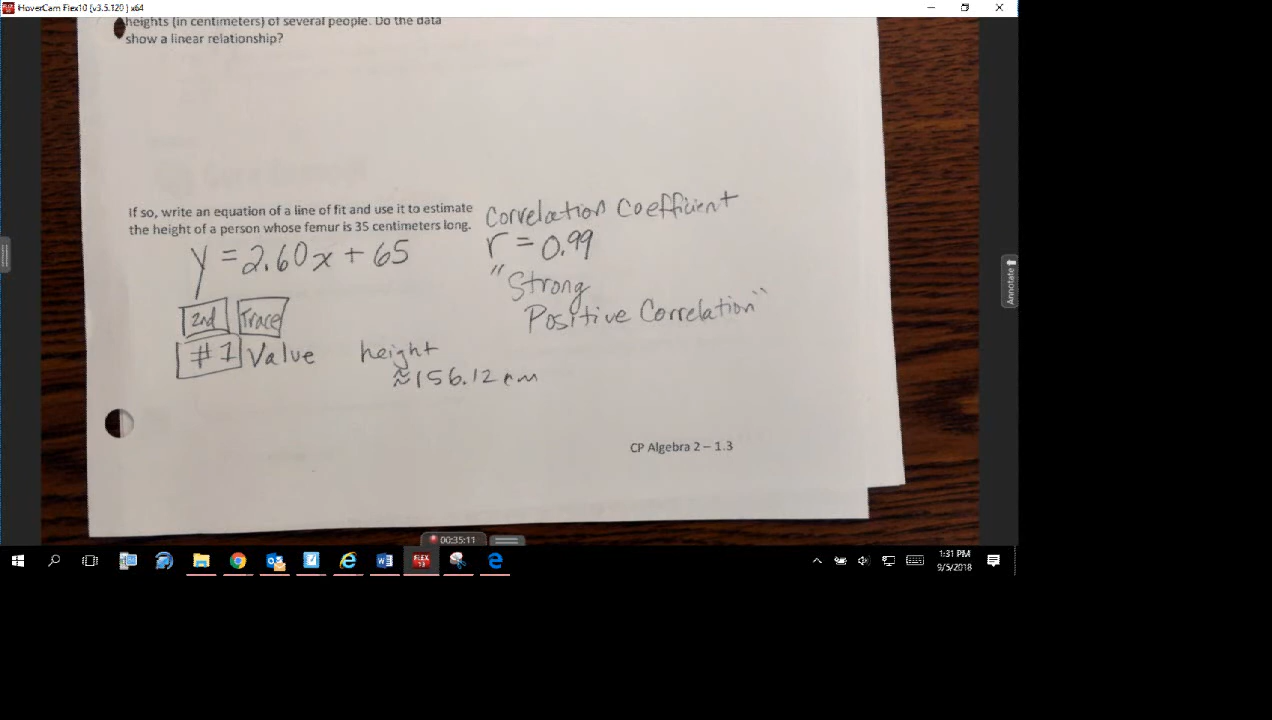 HoverCam Flex10 [v3.5.129] x64
heights (in centimeters) of several people. Do the data
show a linear relationship?
If so, write an equation of a line of fit and use it to estimate
the height of a person whose femur is 35 centimeters long.
y = 2.60x + 65
2nd Trace
#1 Value
height
≈156.12 cm
Correlation Coefficient
r = 0.99
"Strong
Positive Correlation"
CP Algebra 2 – 1.3
Annotate
00:35:11
FLEX
1:31 PM
9/5/2018